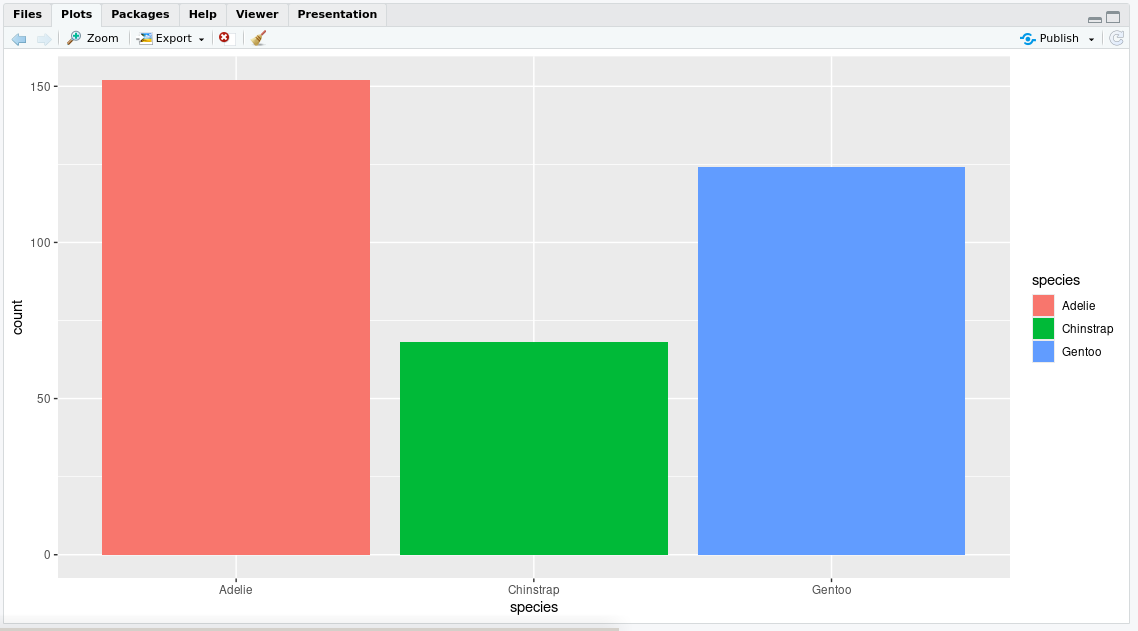 Files Plots Packages Help Viewer Presentation
Zoom Export Publish
150
100
50
0
count
Adelie Chinstrap Gentoo
species
species
Adelie
Chinstrap
Gentoo